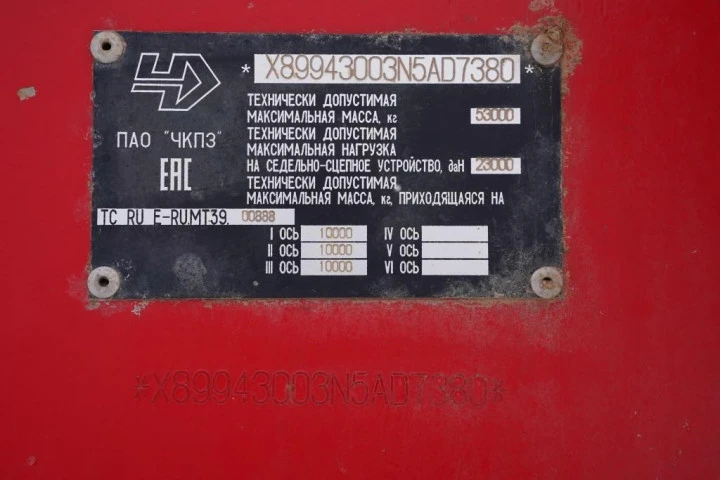 * X89943003N5AD7380 *
ТЕХНИЧЕСКИ ДОПУСТИМАЯ
МАКСИМАЛЬНАЯ МАССА, кг 53000
ПАО "ЧКПЗ"
ТЕХНИЧЕСКИ ДОПУСТИМАЯ
МАКСИМАЛЬНАЯ НАГРУЗКА
НА СЕДЕЛЬНО-СЦЕПНОЕ УСТРОЙСТВО, даН 23000
EAC
ТЕХНИЧЕСКИ ДОПУСТИМАЯ
МАКСИМАЛЬНАЯ МАССА, кг, ПРИХОДЯЩАЯСЯ НА
ТС RU E-RU.МТ39. 00888
I ОСЬ 10000 IV ОСЬ
II ОСЬ 10000 V ОСЬ
III ОСЬ 10000 VI ОСЬ
*X89943003N5AD7380*